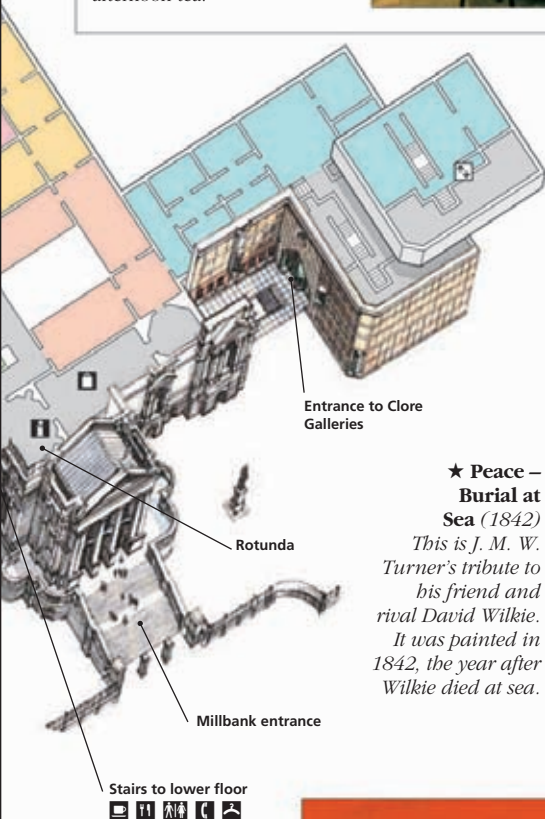 afternoon tea.
Entrance to Clore
Galleries
★ Peace –
Burial at
Sea (1842)
This is J. M. W.
Turner's tribute to
his friend and
rival David Wilkie.
It was painted in
1842, the year after
Wilkie died at sea.
Rotunda
Millbank entrance
Stairs to lower floor